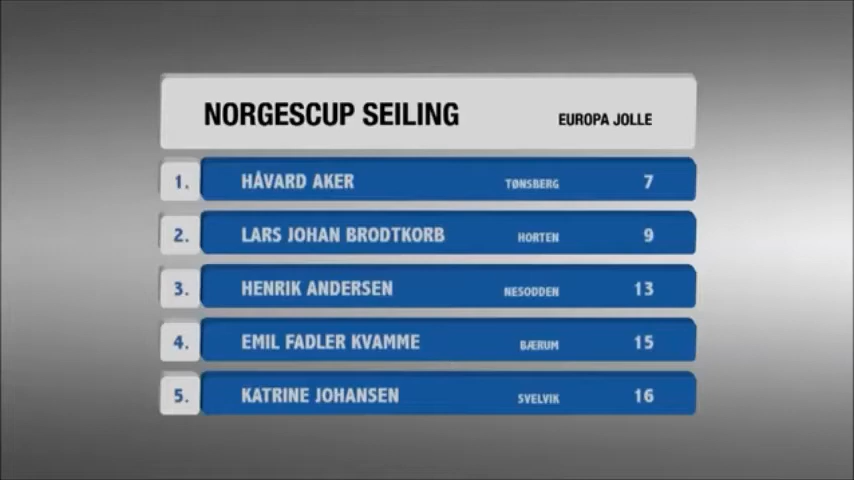 NORGESCUP SEILING EUROPA JOLLE
1. HÅVARD AKER TØNSBERG 7
2. LARS JOHAN BRODTKORB HORTEN 9
3. HENRIK ANDERSEN NESODDEN 13
4. EMIL FADLER KVAMME BÆRUM 15
5. KATRINE JOHANSEN SVELVIK 16